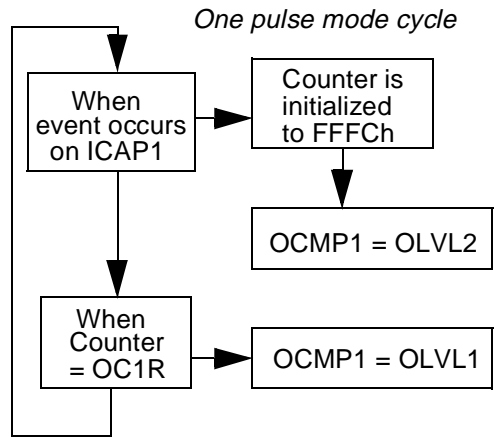 One pulse mode cycle
When
event occurs
on ICAP1
Counter is
initialized
to FFFCh
OCMP1 = OLVL2
When
Counter
= OC1R
OCMP1 = OLVL1